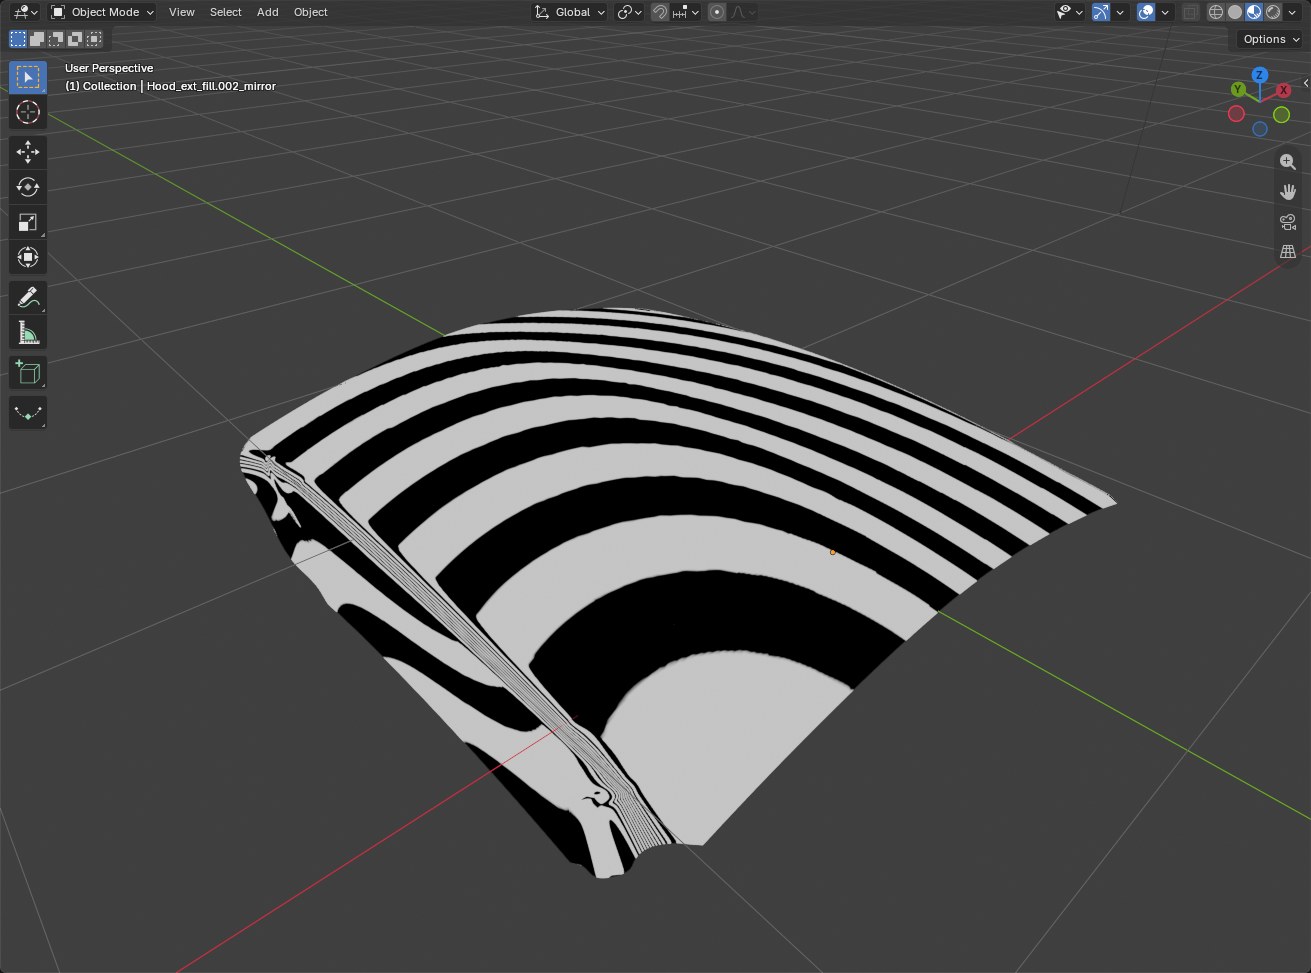 Object Mode View Select Add Object Global
Options
User Perspective
(1) Collection | Hood_ext_fill.002_mirror
Z
Y X